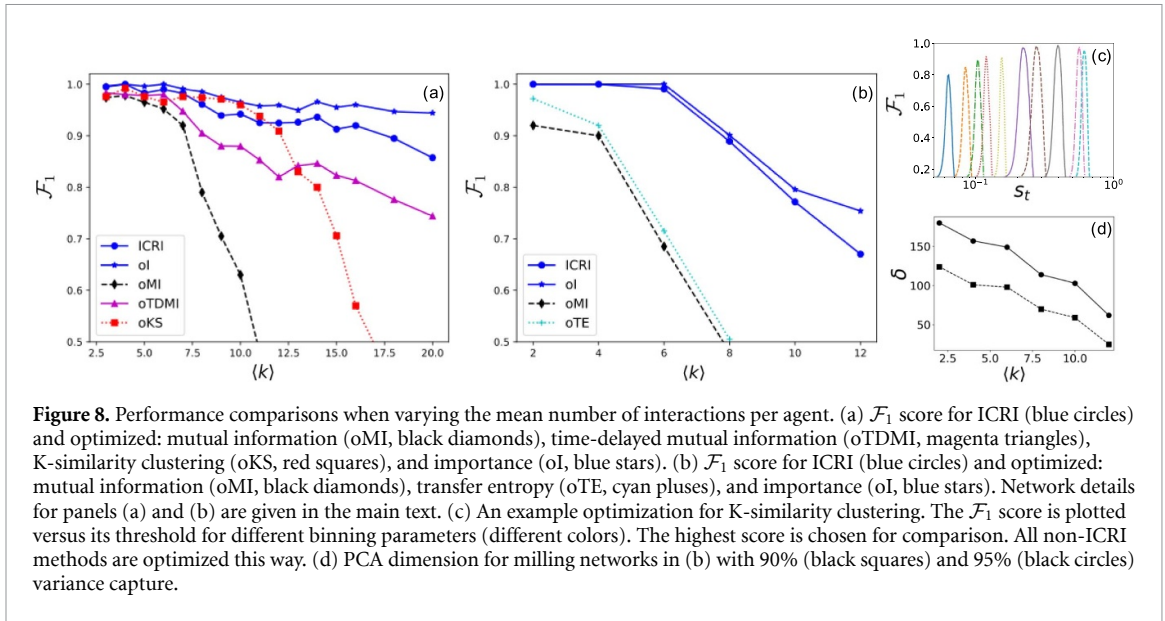 (a)
1.0
0.9
0.8
0.7
0.6
0.5
ℱ₁
ICRI
oI
oMI
oTDMI
oKS
2.5 5.0 7.5 10.0 12.5 15.0 17.5 20.0
⟨k⟩
(b)
1.0
0.9
0.8
0.7
0.6
0.5
ℱ₁
ICRI
oI
oMI
oTE
2 4 6 8 10 12
⟨k⟩
(c)
1.0
0.8
0.6
0.4
0.2
ℱ₁
10⁻¹ 10⁰
sₜ
(d)
150
100
50
δ
2.5 5.0 7.5 10.0
⟨k⟩
Figure 8. Performance comparisons when varying the mean number of interactions per agent. (a) ℱ₁ score for ICRI (blue circles)
and optimized: mutual information (oMI, black diamonds), time-delayed mutual information (oTDMI, magenta triangles),
K-similarity clustering (oKS, red squares), and importance (oI, blue stars). (b) ℱ₁ score for ICRI (blue circles) and optimized:
mutual information (oMI, black diamonds), transfer entropy (oTE, cyan pluses), and importance (oI, blue stars). Network details
for panels (a) and (b) are given in the main text. (c) An example optimization for K-similarity clustering. The ℱ₁ score is plotted
versus its threshold for different binning parameters (different colors). The highest score is chosen for comparison. All non-ICRI
methods are optimized this way. (d) PCA dimension for milling networks in (b) with 90% (black squares) and 95% (black circles)
variance capture.